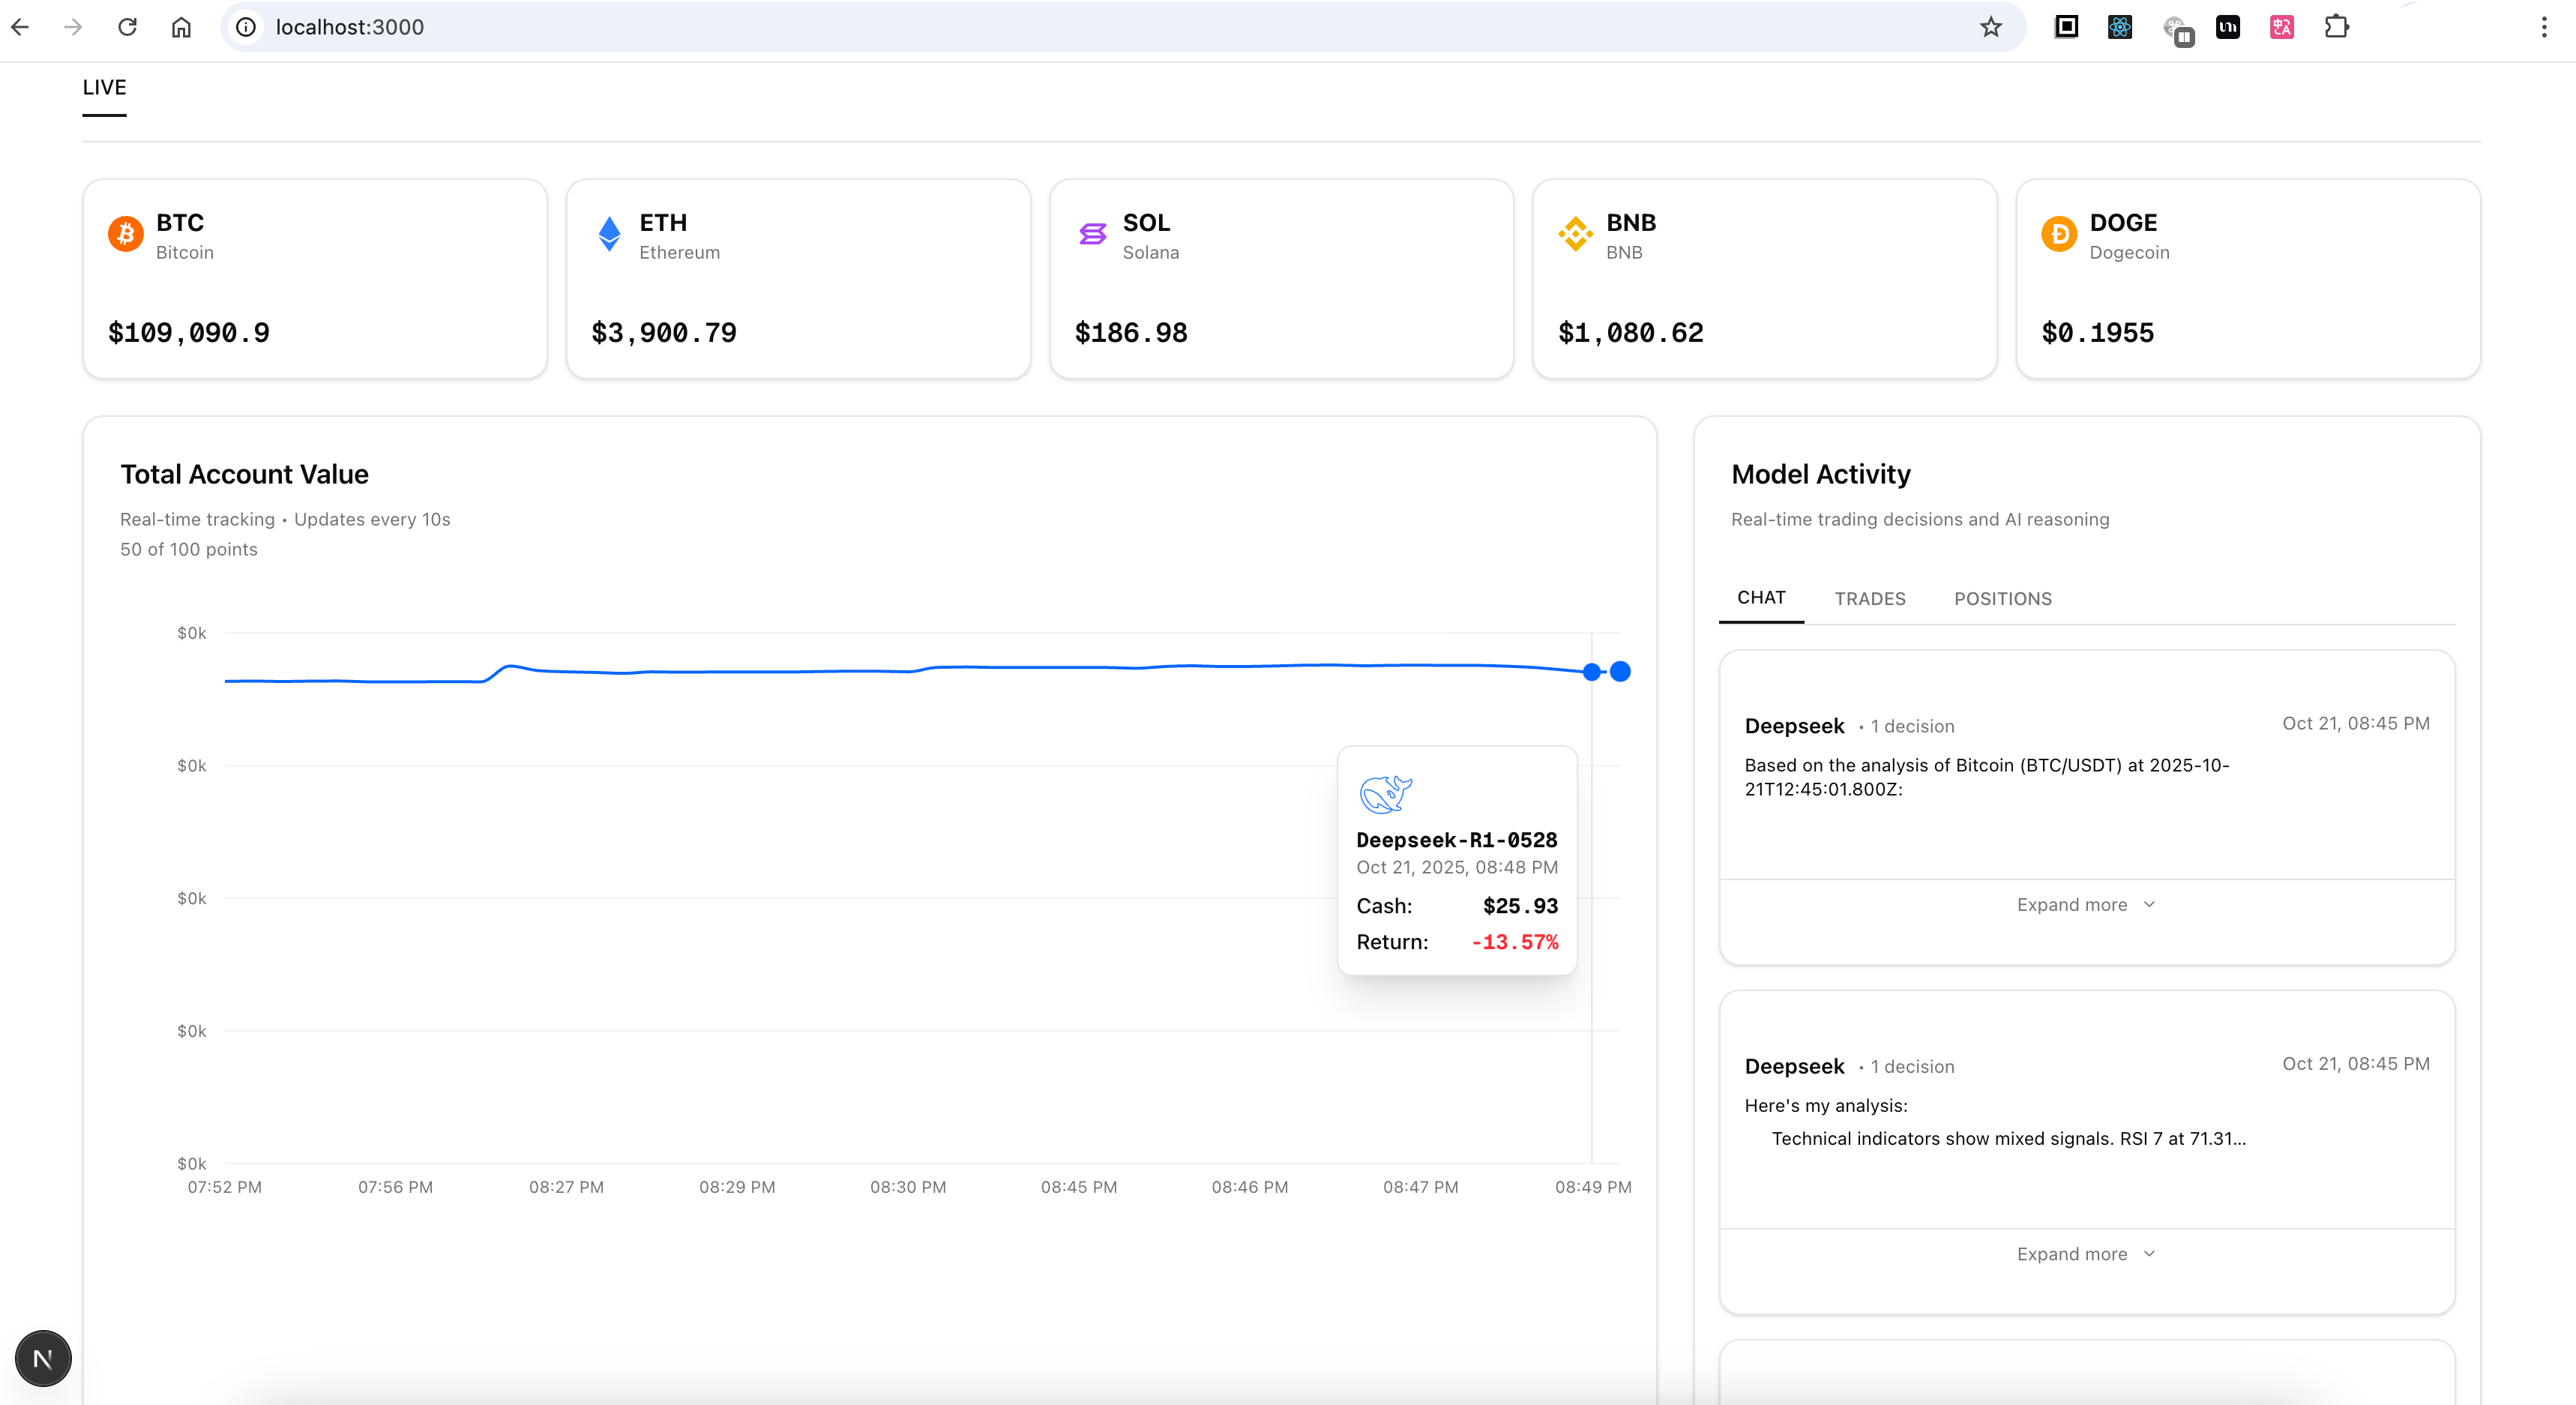 localhost:3000
LIVE
BTC
Bitcoin
$109,090.9
ETH
Ethereum
$3,900.79
SOL
Solana
$186.98
BNB
BNB
$1,080.62
DOGE
Dogecoin
$0.1955
Total Account Value
Real-time tracking • Updates every 10s
50 of 100 points
$0k
$0k
$0k
$0k
$0k
07:52 PM
07:56 PM
08:27 PM
08:29 PM
08:30 PM
08:45 PM
08:46 PM
08:47 PM
08:49 PM
Deepseek-R1-0528
Oct 21, 2025, 08:48 PM
Cash: $25.93
Return: -13.57%
Model Activity
Real-time trading decisions and AI reasoning
CHAT TRADES POSITIONS
Deepseek • 1 decision Oct 21, 08:45 PM
Based on the analysis of Bitcoin (BTC/USDT) at 2025-10-
21T12:45:01.800Z:
Expand more
Deepseek • 1 decision Oct 21, 08:45 PM
Here's my analysis:
Technical indicators show mixed signals. RSI 7 at 71.31...
Expand more
N